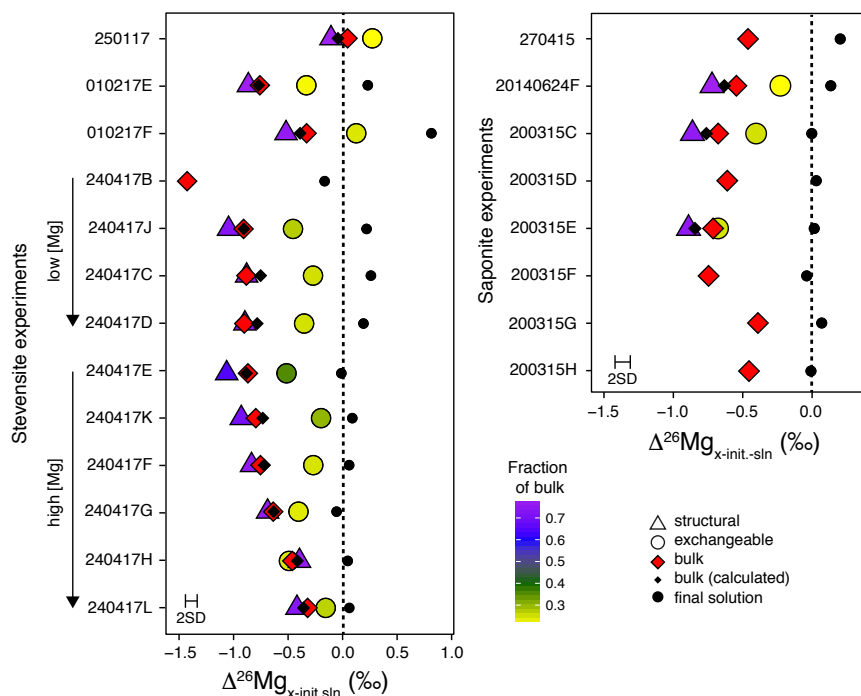 Stevensite experiments
low [Mg]
high [Mg]
250117
010217E
010217F
240417B
240417J
240417C
240417D
240417E
240417K
240417F
240417G
240417H
240417L
2SD
−1.5 −1.0 −0.5 0.0 0.5 1.0
Δ26Mgx-init.sln (‰)
Saponite experiments
270415
20140624F
200315C
200315D
200315E
200315F
200315G
200315H
2SD
−1.5 −1.0 −0.5 0.0
Δ26Mgx-init.-sln (‰)
Fraction
of bulk
0.7
0.6
0.5
0.4
0.3
structural
exchangeable
bulk
bulk (calculated)
final solution